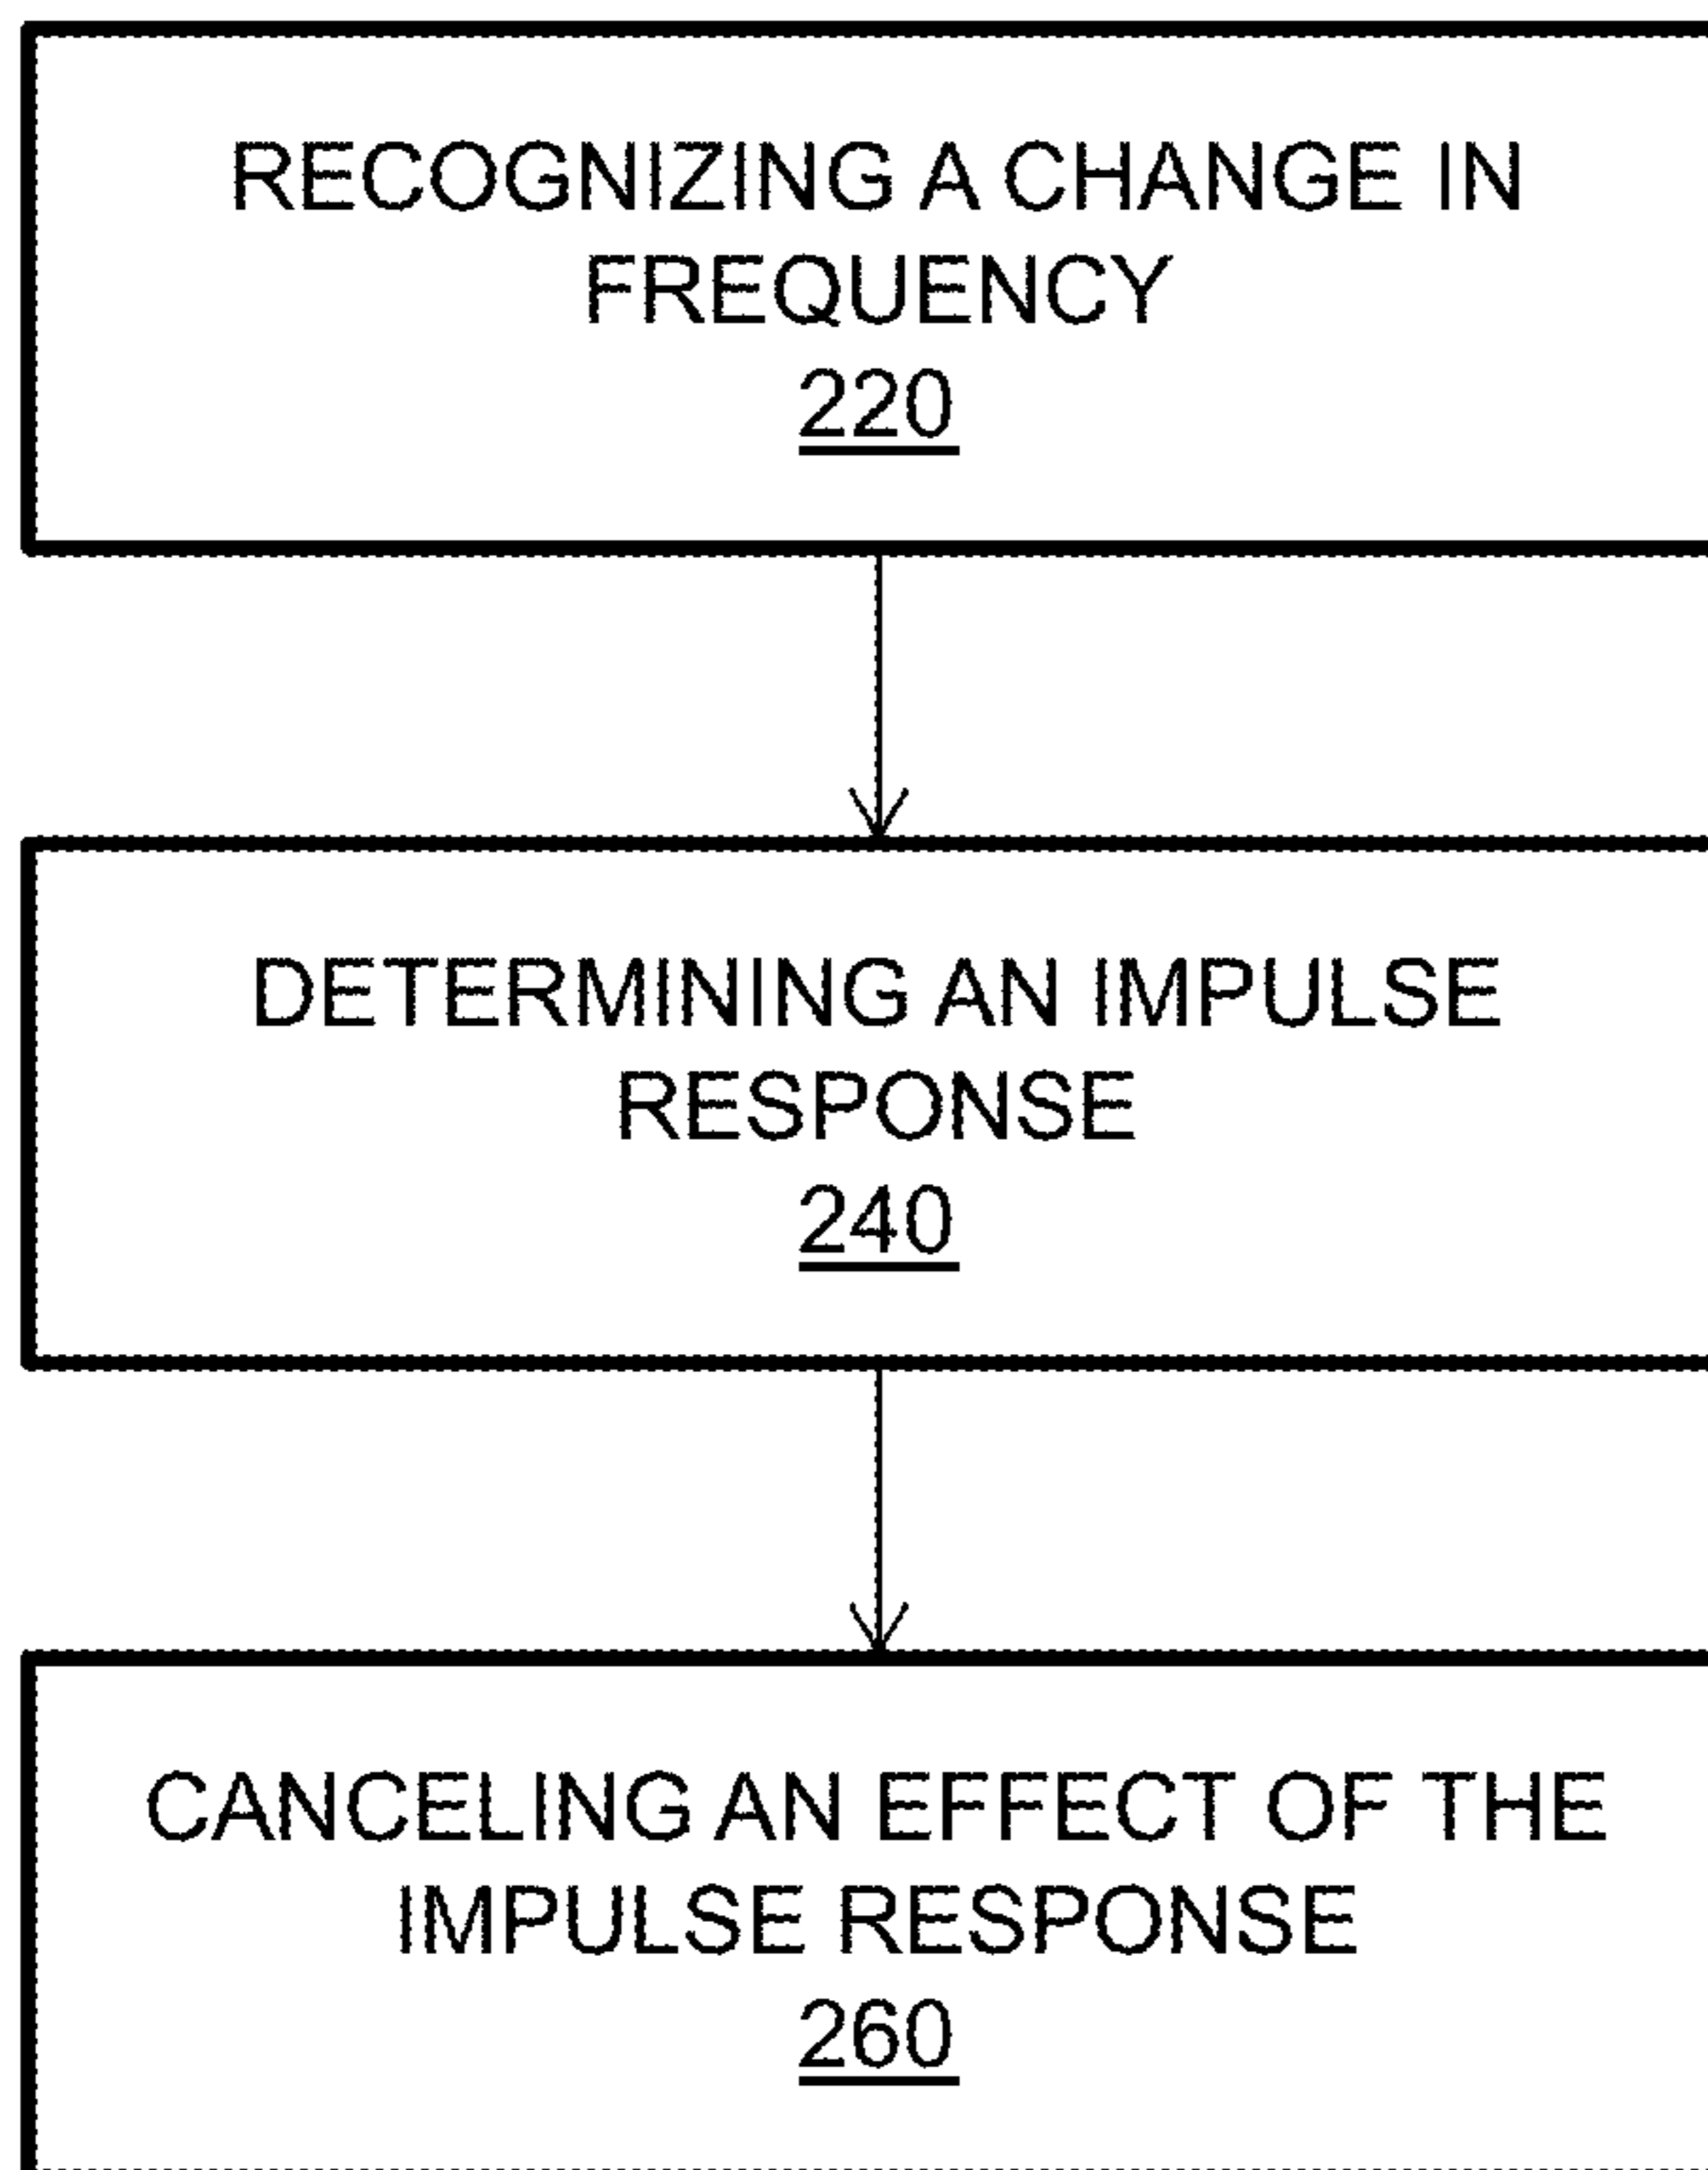 RECOGNIZING A CHANGE IN
FREQUENCY
220
DETERMINING AN IMPULSE
RESPONSE
240
CANCELING AN EFFECT OF THE
IMPULSE RESPONSE
260